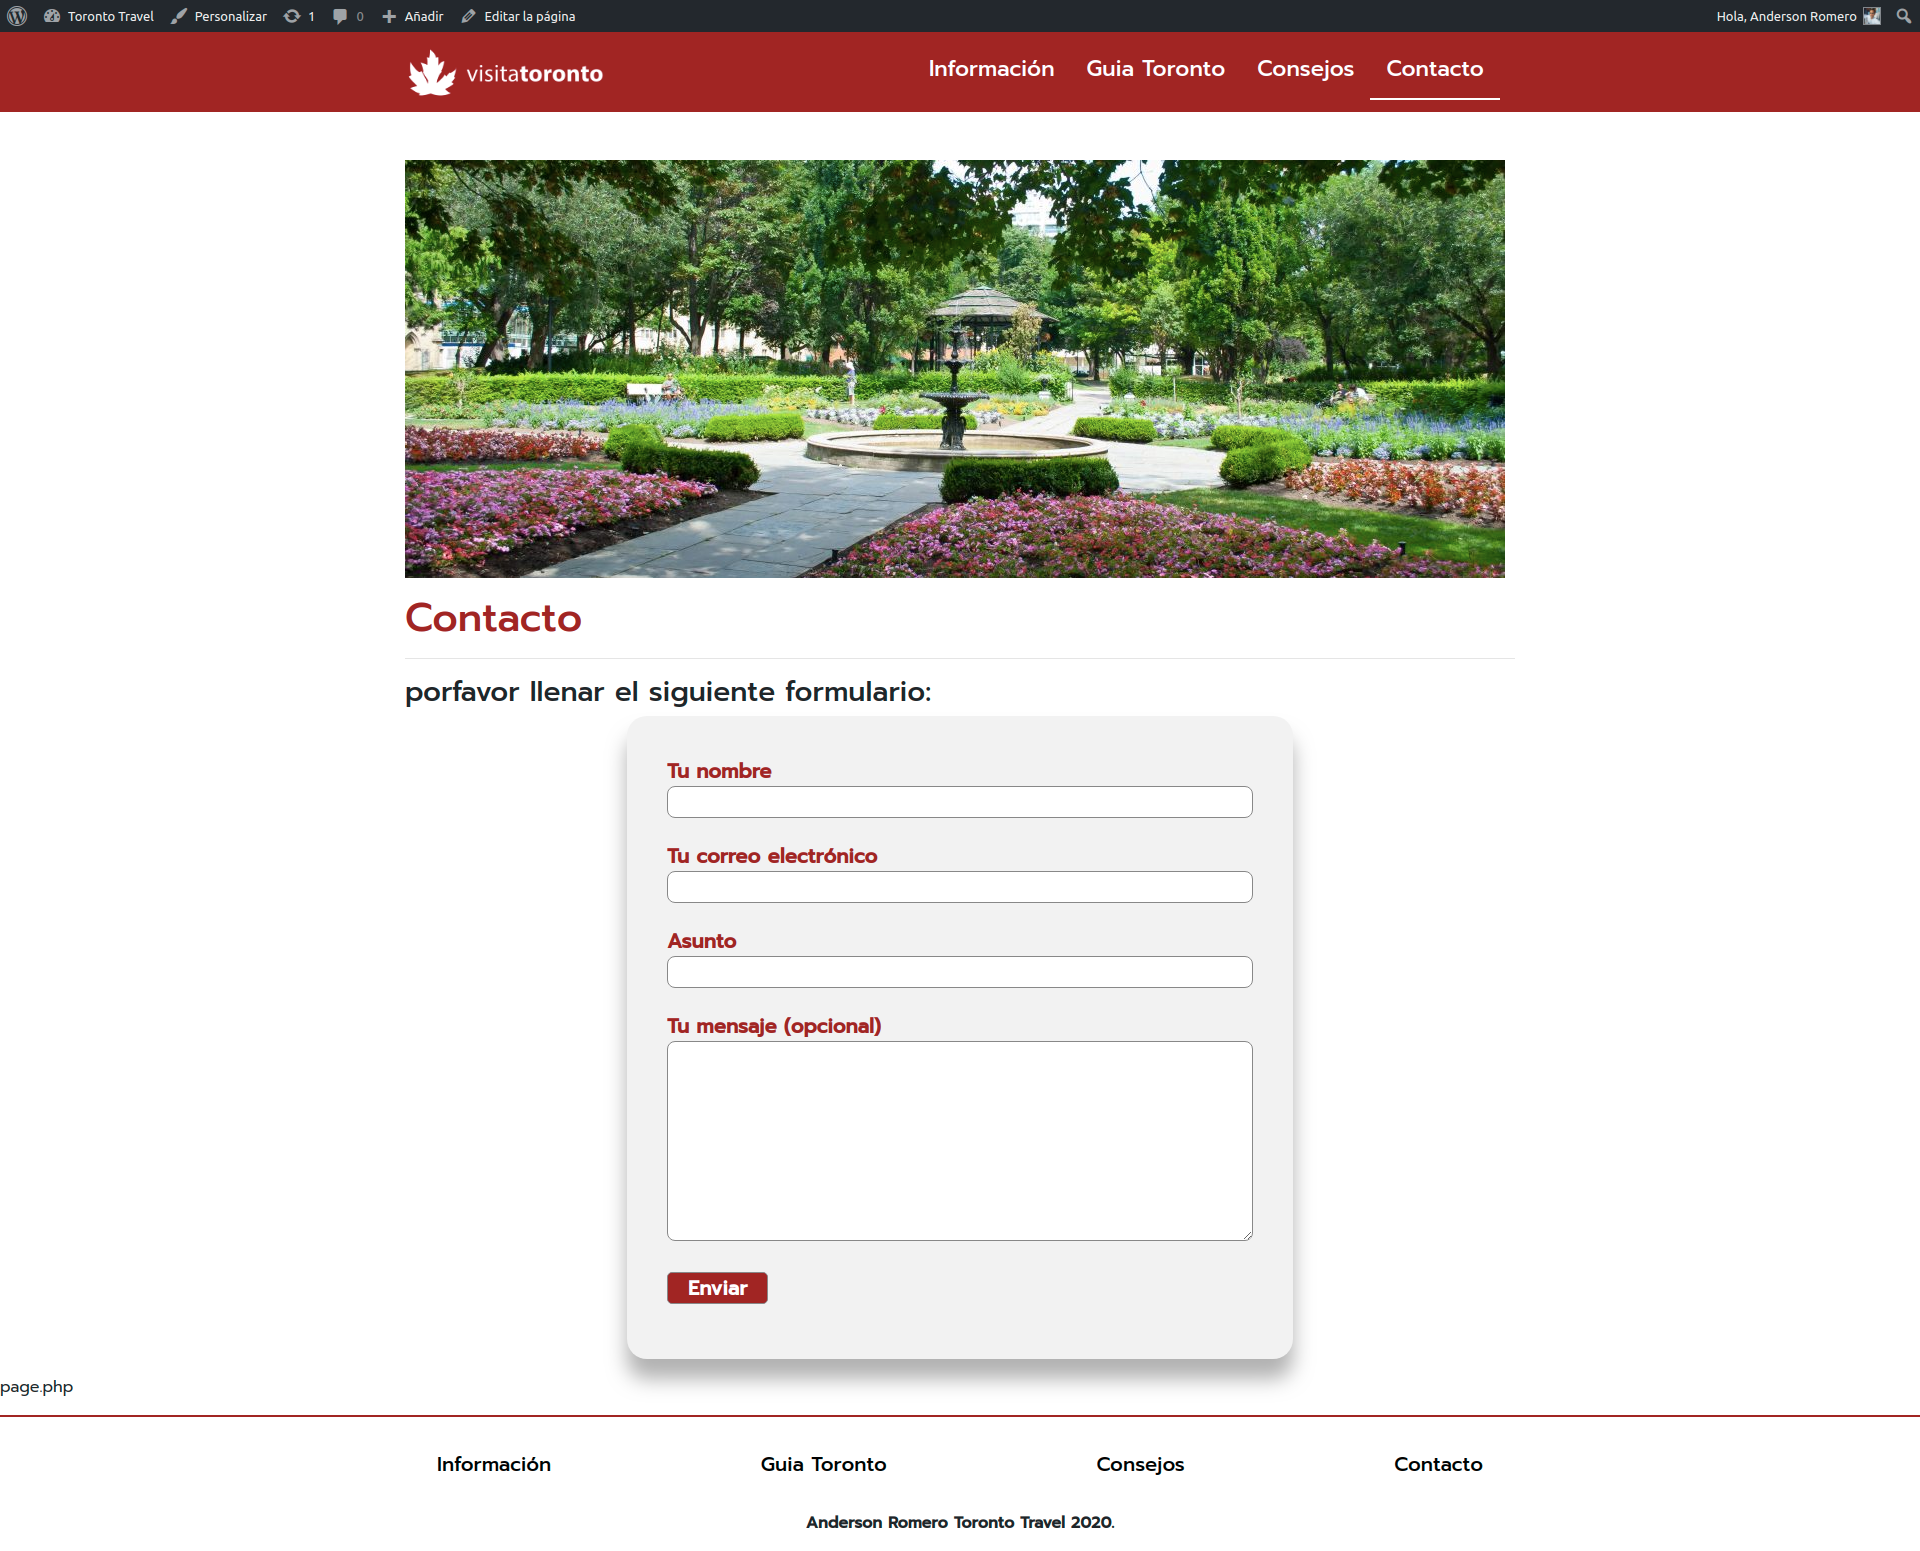 Toronto Travel Personalizar 1 0 Añadir Editar la página Hola, Anderson Romero
visitatoronto Información Guia Toronto Consejos Contacto
Contacto
porfavor llenar el siguiente formulario:
Tu nombre
Tu correo electrónico
Asunto
Tu mensaje (opcional)
Enviar
page.php
Información Guia Toronto Consejos Contacto
Anderson Romero Toronto Travel 2020.